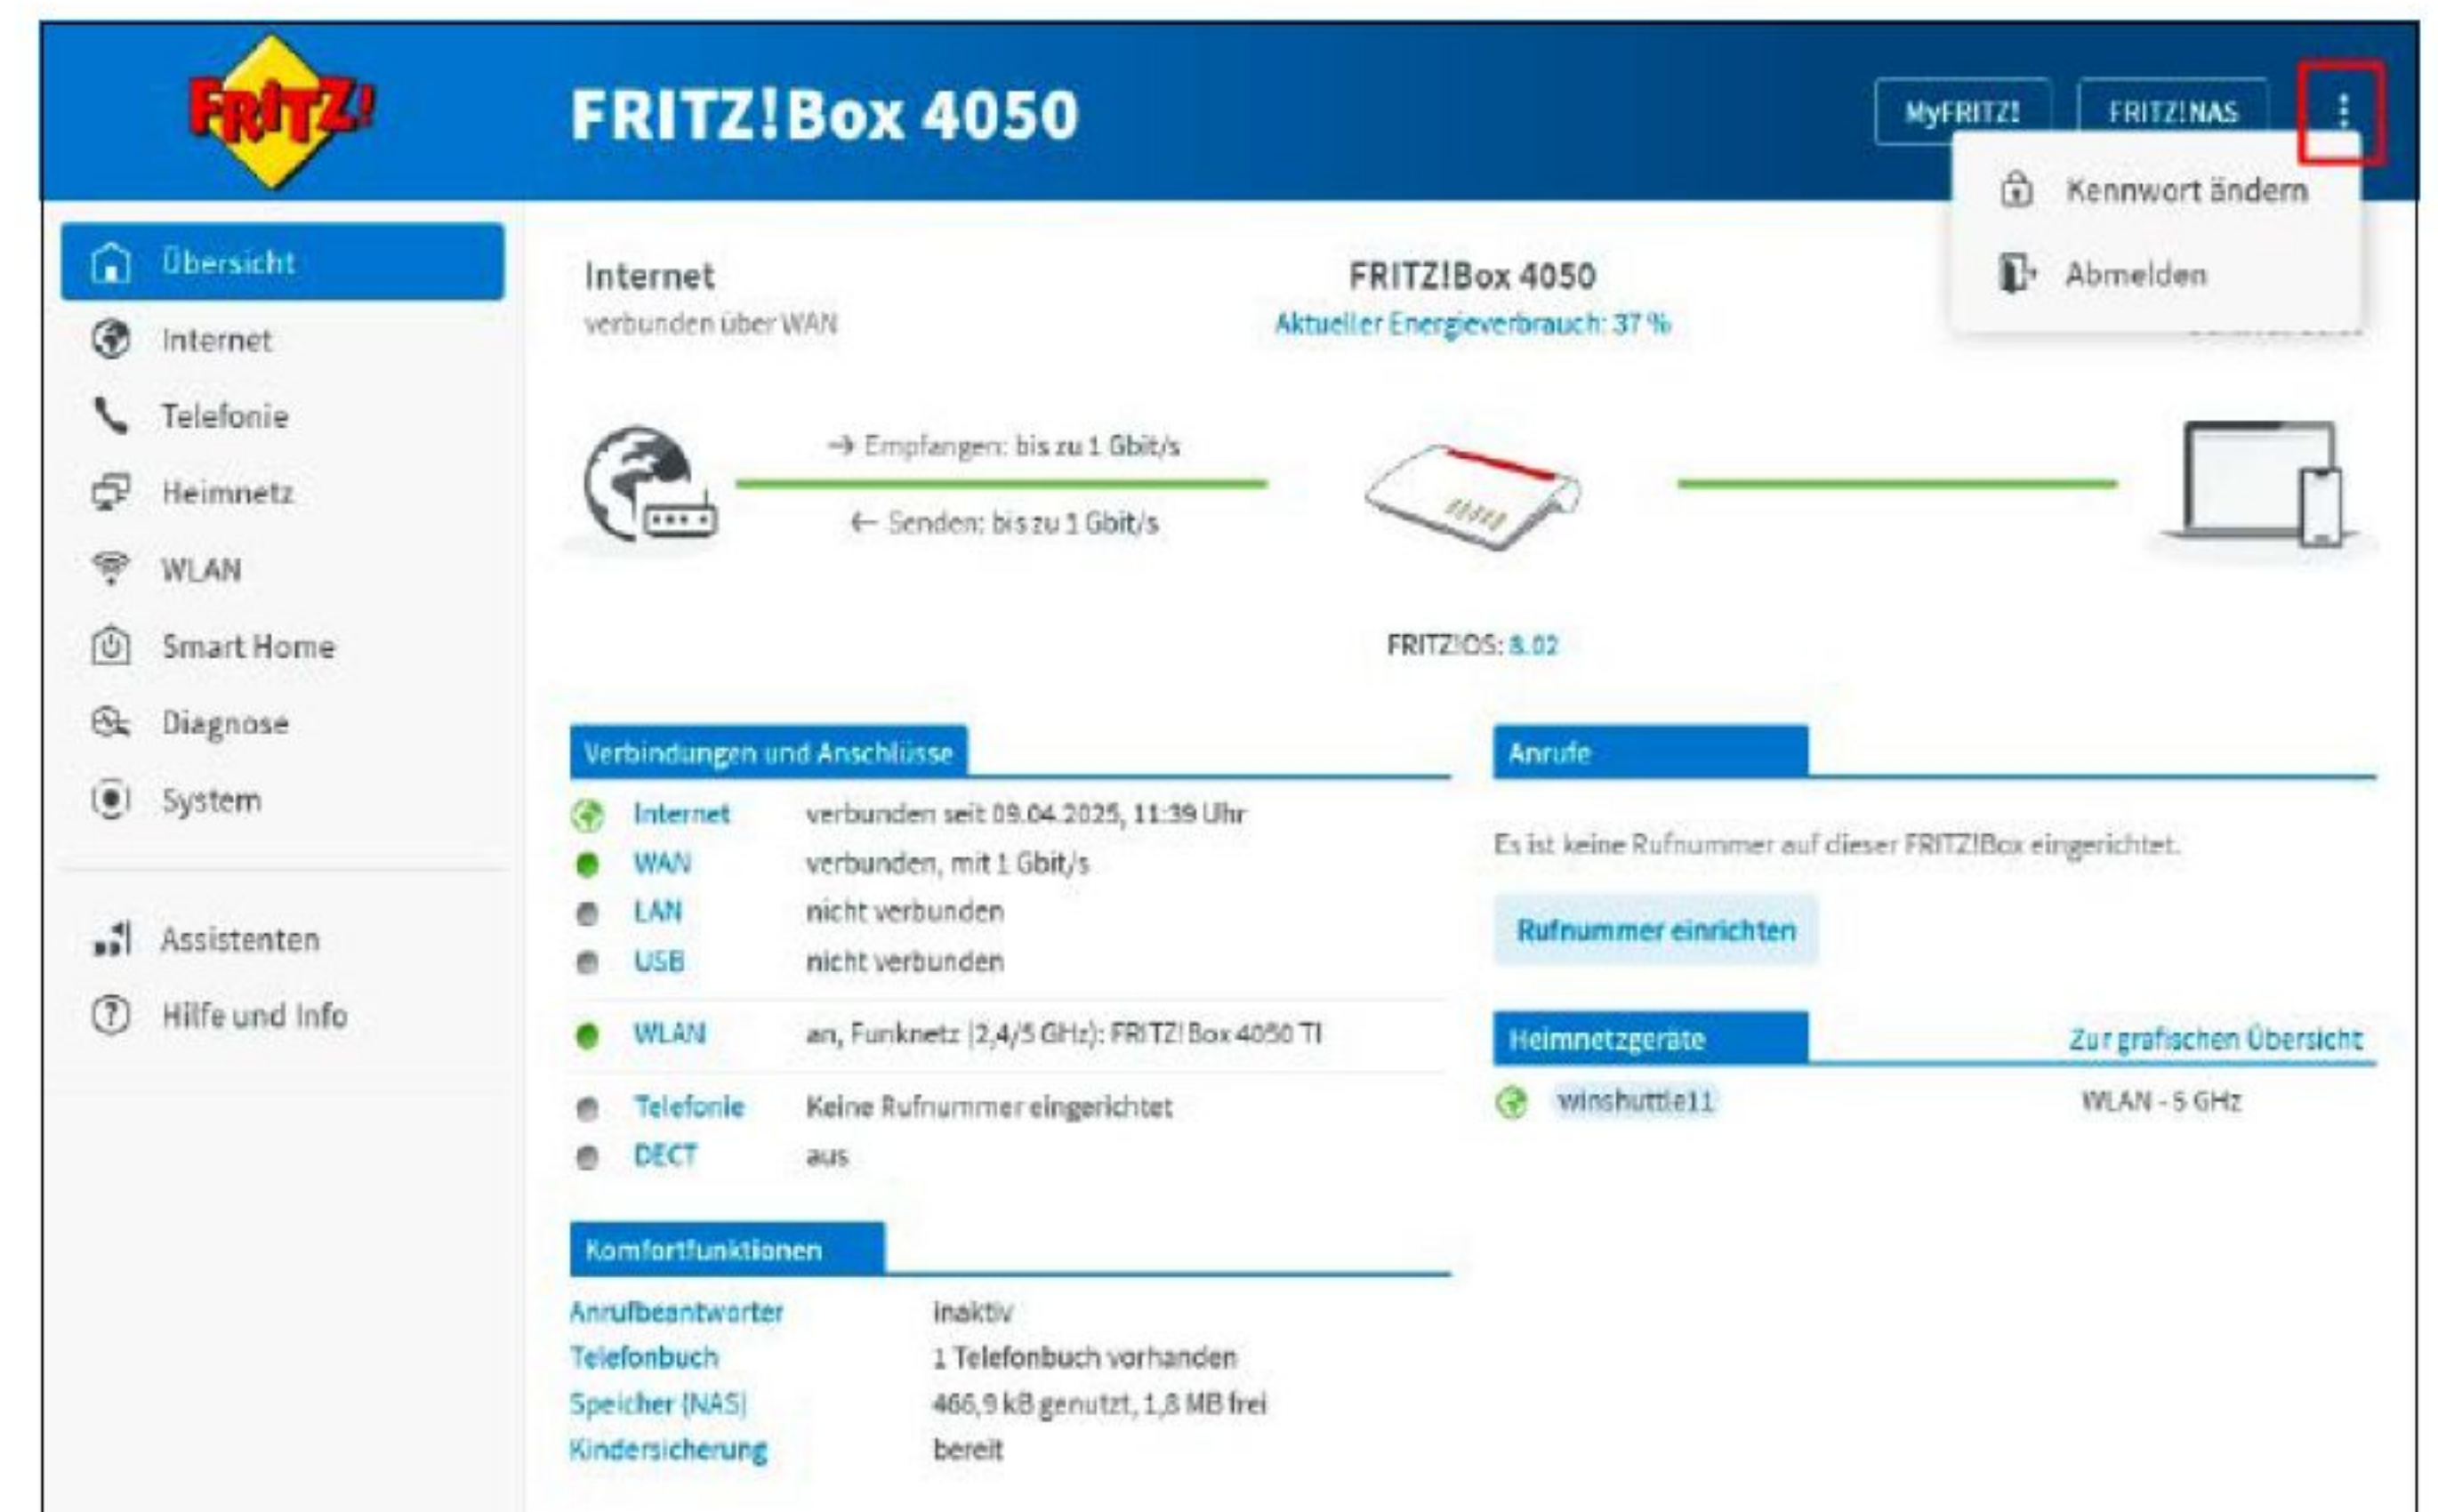 FRITZ!
FRITZ!Box 4050
MyFRITZ!
FRITZ!NAS
Kennwort ändern
Abmelden
Übersicht
Internet
Telefonie
Heimnetz
WLAN
Smart Home
Diagnose
System
Assistenten
Hilfe und Info
Internet
verbunden über WAN
FRITZ!Box 4050
Aktueller Energieverbrauch: 37 %
→ Empfangen: bis zu 1 Gbit/s
← Senden: bis zu 1 Gbit/s
FRITZ!OS: 8.02
Verbindungen und Anschlüsse
Internet verbunden seit 09.04.2025, 11:39 Uhr
WAN verbunden, mit 1 Gbit/s
LAN nicht verbunden
USB nicht verbunden
WLAN an, Funknetz (2,4/5 GHz): FRITZ!Box 4050 TI
Telefonie Keine Rufnummer eingerichtet
DECT aus
Komfortfunktionen
Anrufbeantworter inaktiv
Telefonbuch 1 Telefonbuch vorhanden
Speicher (NAS) 466,9 kB genutzt, 1,8 MB frei
Kindersicherung bereit
Anrufe
Es ist keine Rufnummer auf dieser FRITZ!Box eingerichtet.
Rufnummer einrichten
Heimnetzgeräte Zur grafischen Übersicht
winshuttle11 WLAN - 5 GHz